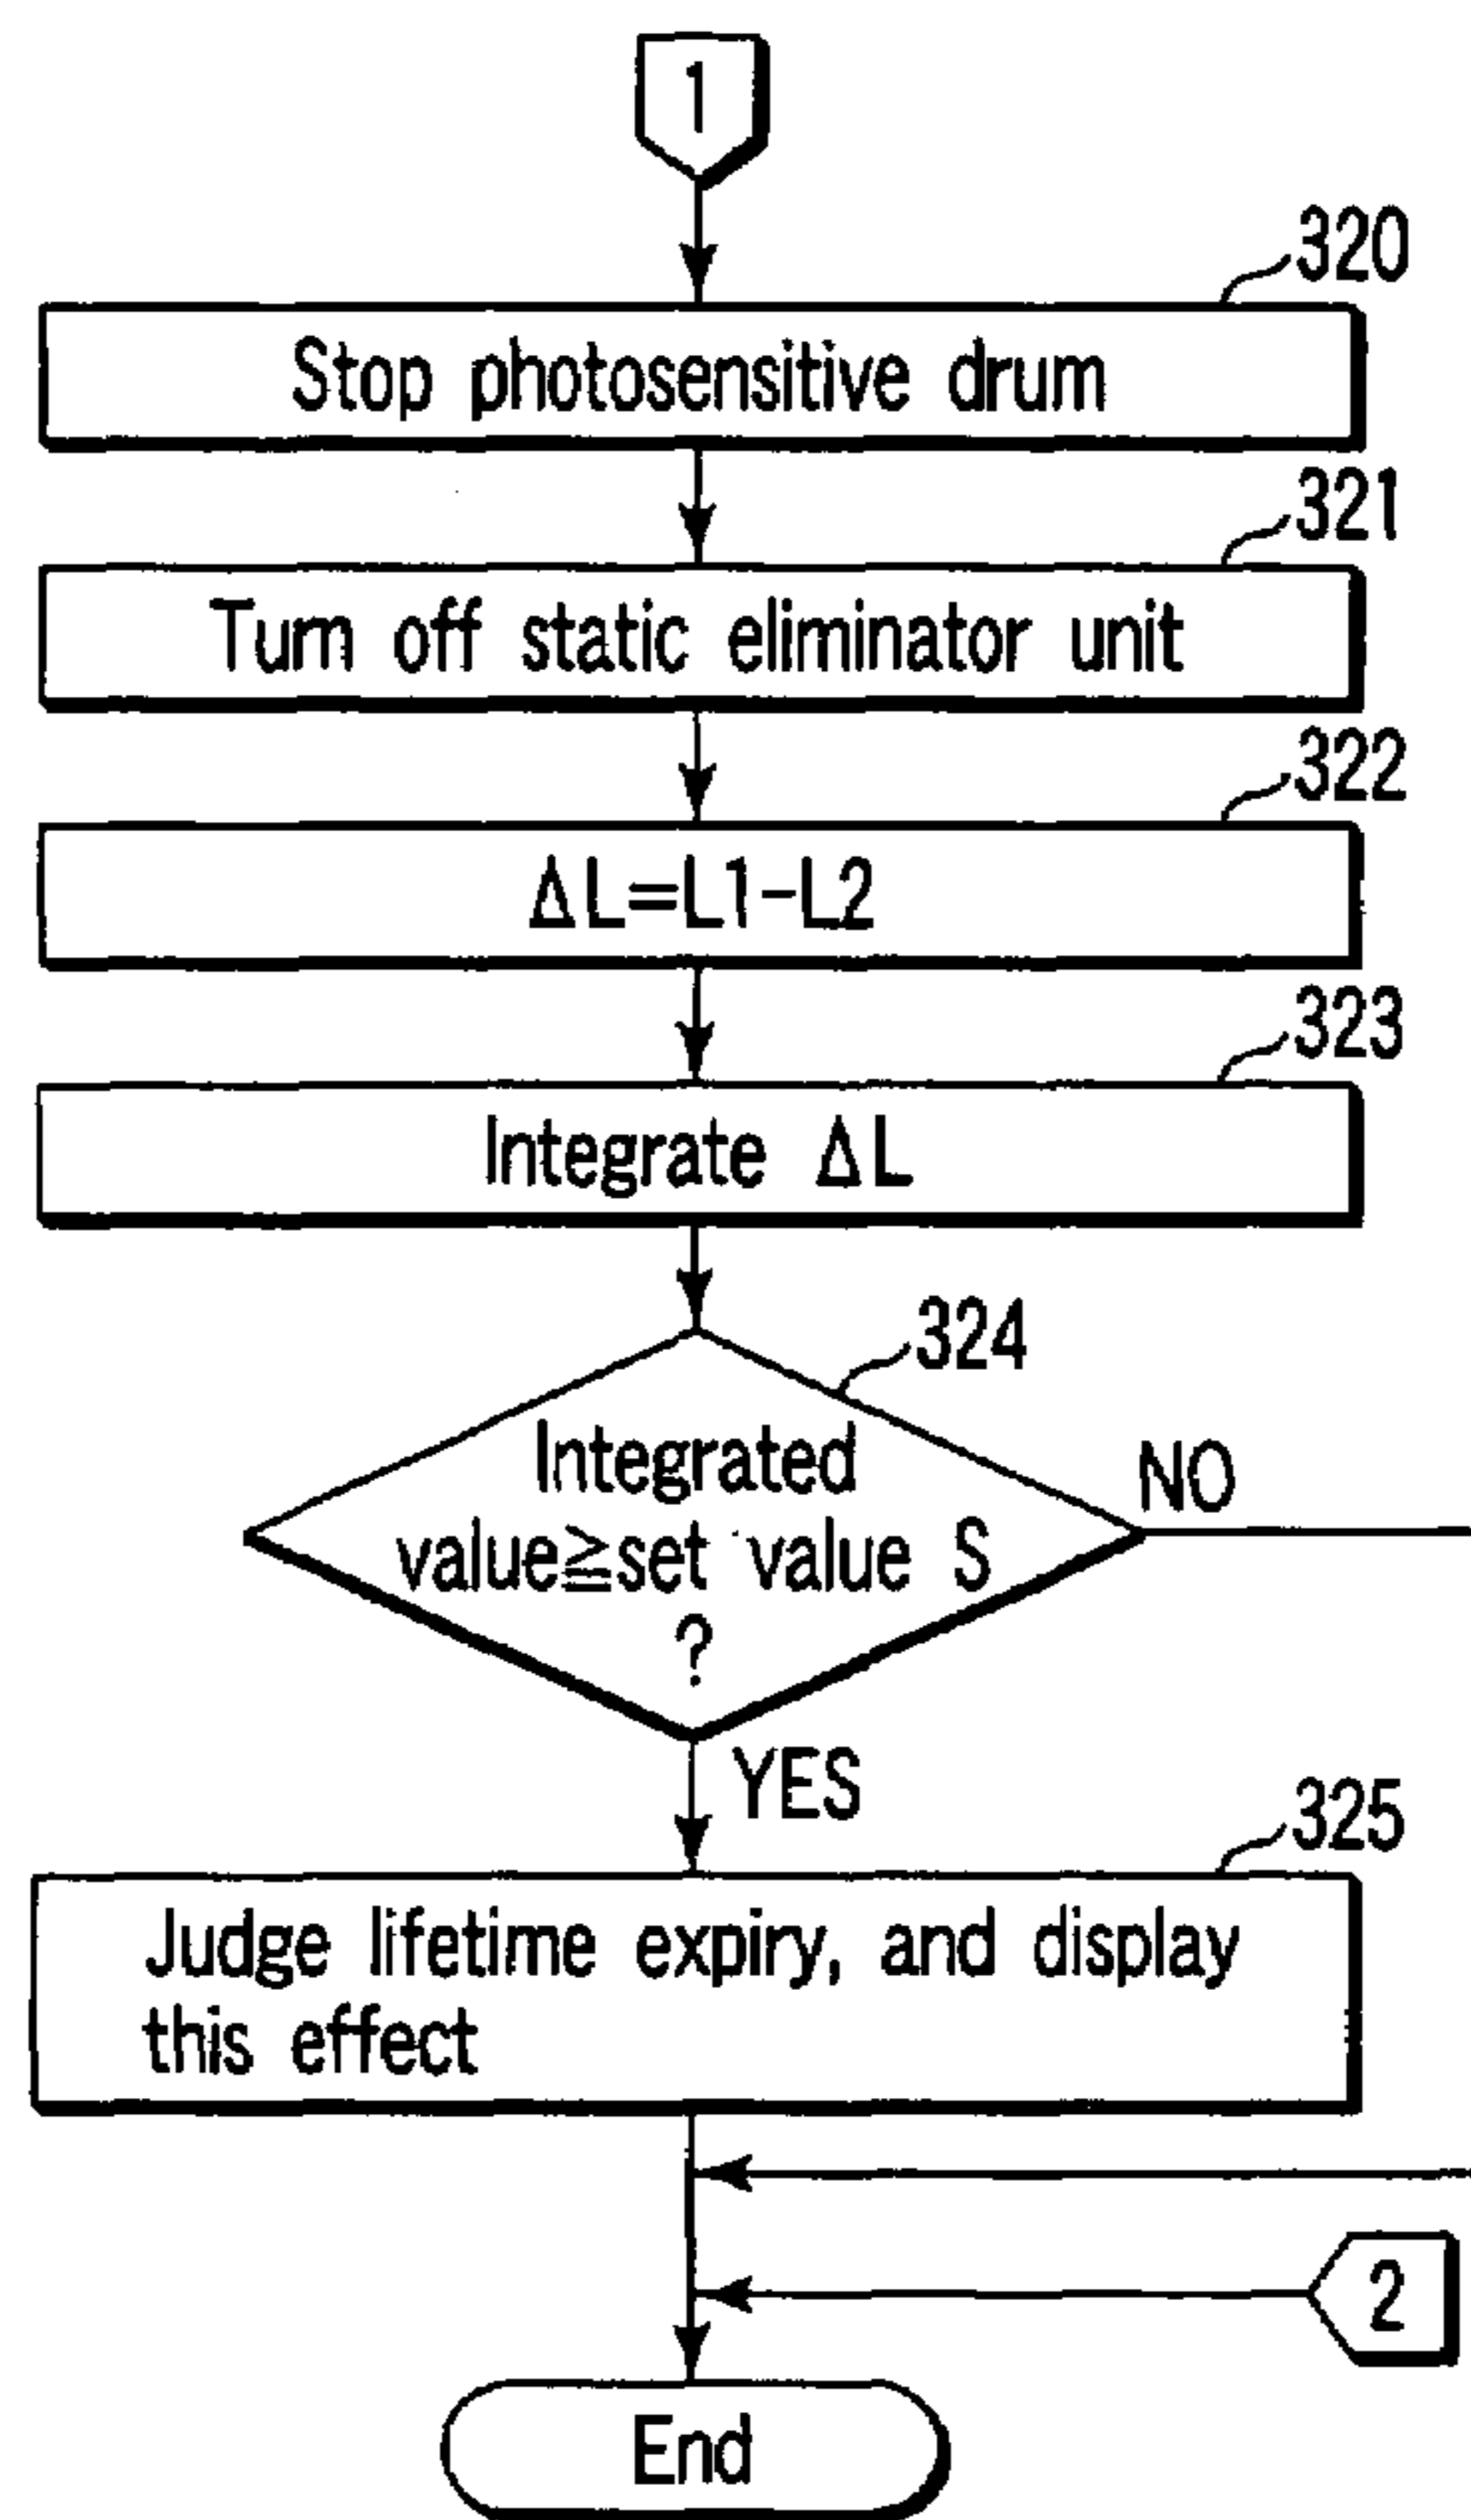 1
320
Stop photosensitive drum
321
Turn off static eliminator unit
322
ΔL=L1-L2
323
Integrate ΔL
324
Integrated
value≧set value S
?
NO
YES
325
Judge lifetime expiry, and display
this effect
2
End